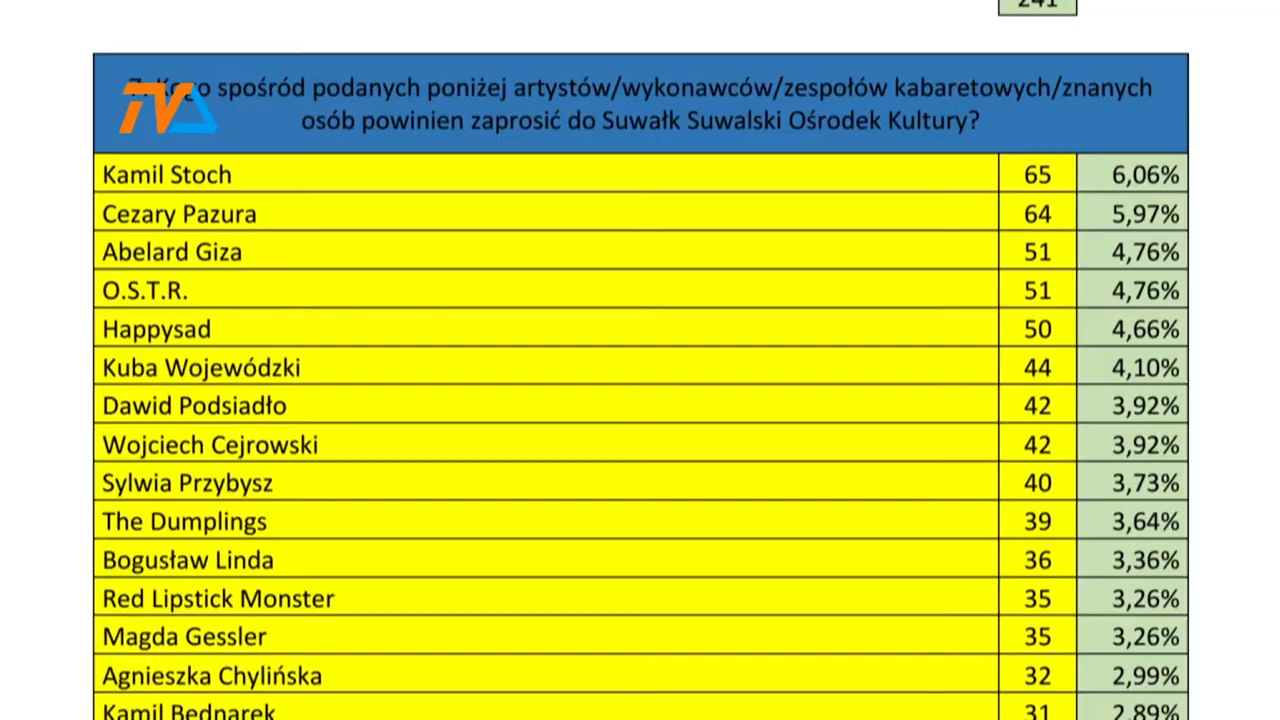 241
7. Kogo spośród podanych poniżej artystów/wykonawców/zespołów kabaretowych/znanych
osób powinien zaprosić do Suwałk Suwalski Ośrodek Kultury?
Kamil Stoch 65 6,06%
Cezary Pazura 64 5,97%
Abelard Giza 51 4,76%
O.S.T.R. 51 4,76%
Happysad 50 4,66%
Kuba Wojewódzki 44 4,10%
Dawid Podsiadło 42 3,92%
Wojciech Cejrowski 42 3,92%
Sylwia Przybysz 40 3,73%
The Dumplings 39 3,64%
Bogusław Linda 36 3,36%
Red Lipstick Monster 35 3,26%
Magda Gessler 35 3,26%
Agnieszka Chylińska 32 2,99%
Kamil Bednarek 31 2,89%